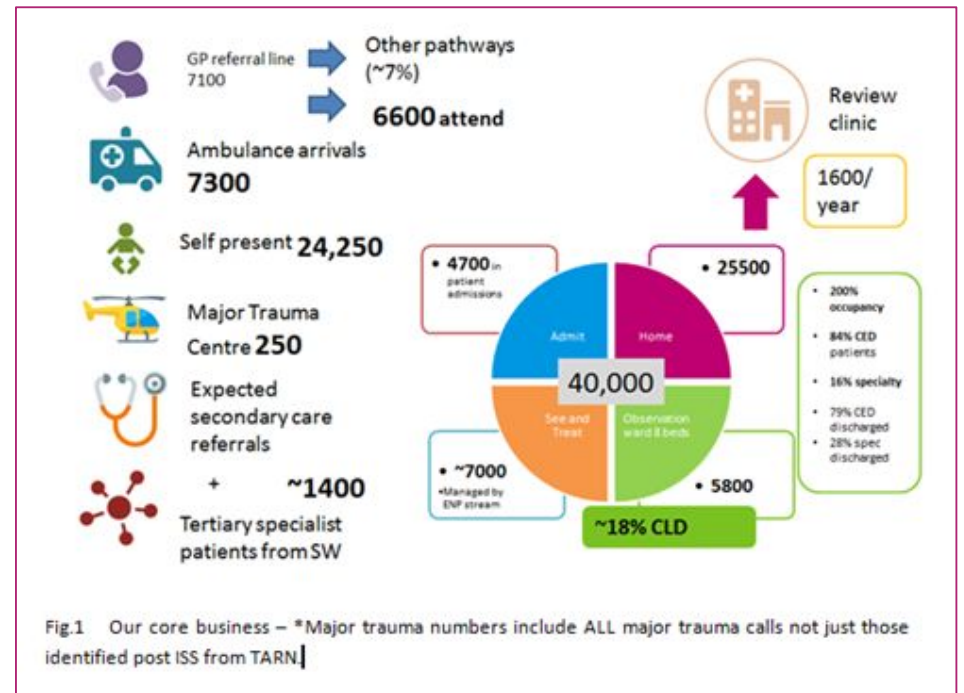 GP referral line
7100
Other pathways
(~7%)
6600 attend
Ambulance arrivals
7300
Self present 24,250
Major Trauma
Centre 250
Expected
secondary care
referrals
+ ~1400
Tertiary specialist
patients from SW
Review
clinic
1600/
year
• 4700 in
patient
admissions
• 25500
Admit
Home
40,000
See and
Treat
Observation
ward 8 beds
• ~7000
•Managed by
ENP stream
• 5800
~18% CLD
• 200%
occupancy
• 84% CED
patients
• 16% specialty
• 79% CED
discharged
• 28% spec
discharged
Fig.1 Our core business – *Major trauma numbers include ALL major trauma calls not just those
identified post ISS from TARN.